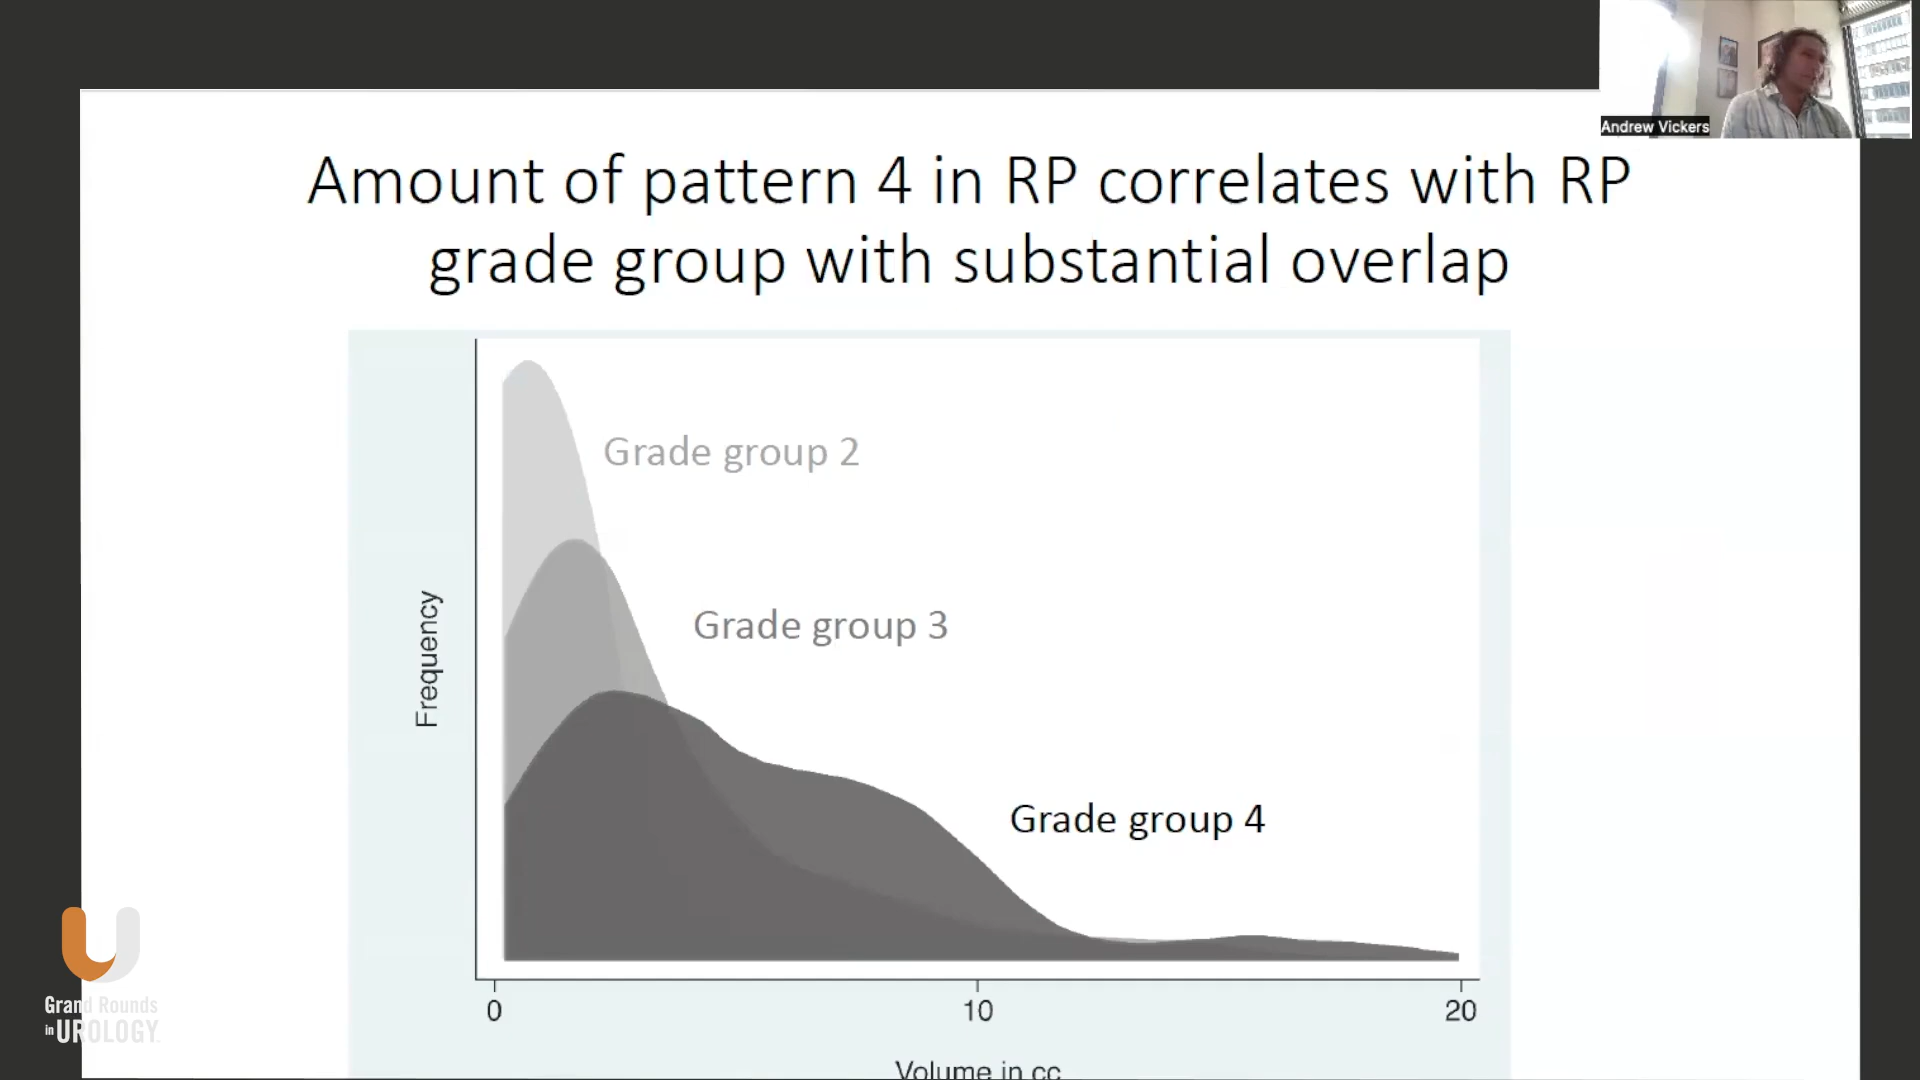 Andrew Vickers
Amount of pattern 4 in RP correlates with RP
grade group with substantial overlap
Grade group 2
Grade group 3
Grade group 4
Frequency
0 10 20
Volume in cc
Grand Rounds
in UROLOGY